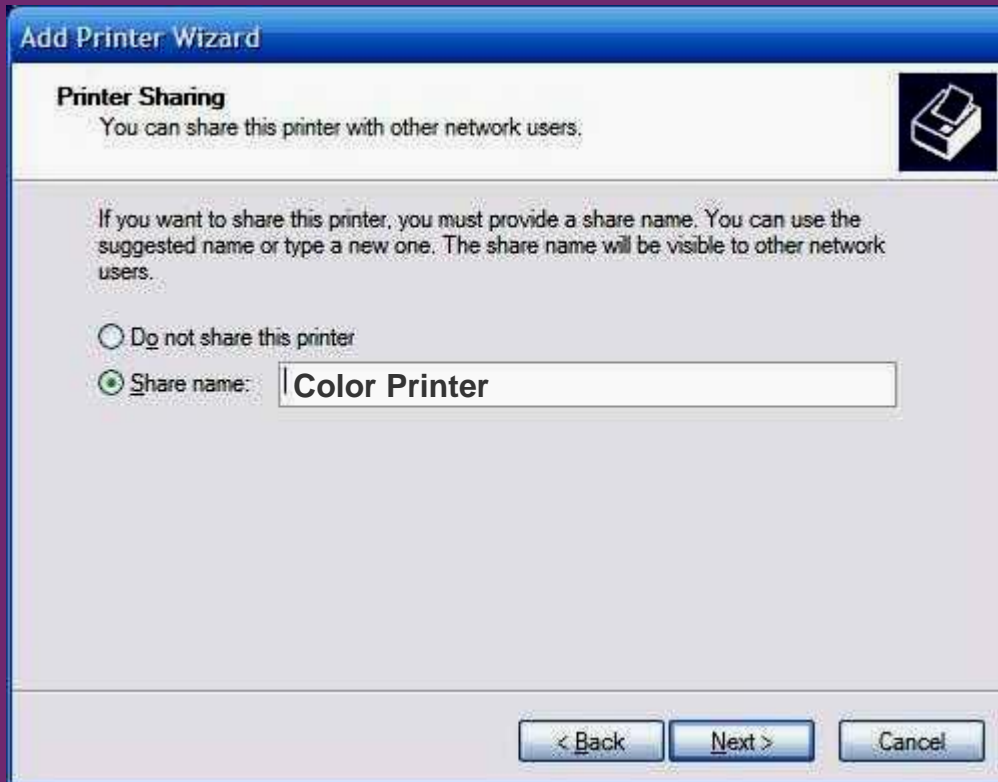 Add Printer Wizard
Printer Sharing
You can share this printer with other network users.
If you want to share this printer, you must provide a share name. You can use the
suggested name or type a new one. The share name will be visible to other network
users.
Do not share this printer
Share name: Color Printer
< Back Next > Cancel